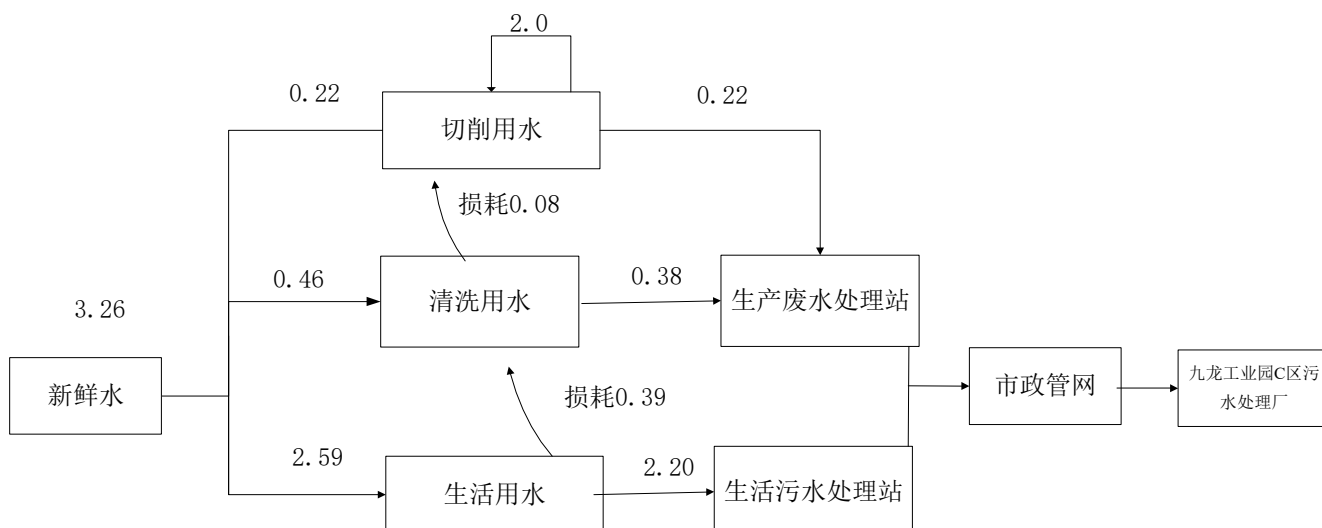 2.0
0.22
0.22
切削用水
损耗0.08
0.46
0.38
3.26
清洗用水
生产废水处理站
新鲜水
损耗0.39
市政管网
九龙工业园C区污
水处理厂
2.59
2.20
生活用水
生活污水处理站